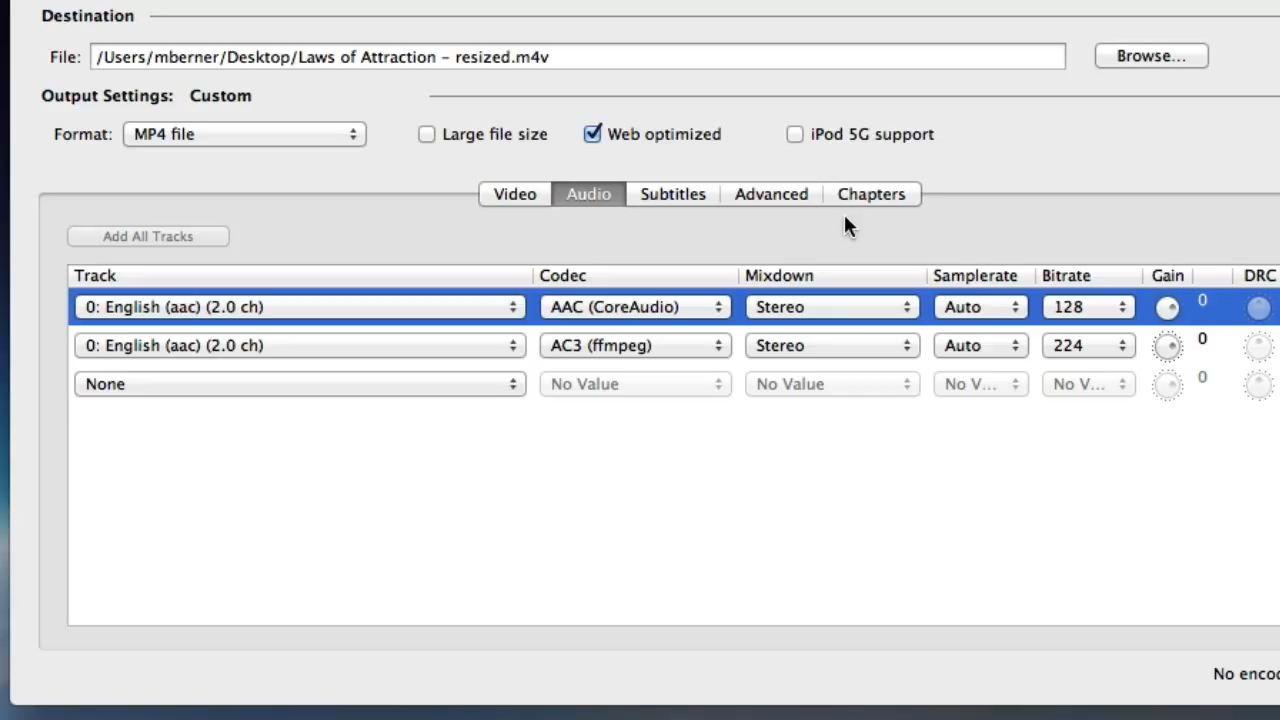 Destination
File: /Users/mberner/Desktop/Laws of Attraction – resized.m4v Browse...
Output Settings: Custom
Format: MP4 file Large file size Web optimized iPod 5G support
Video Audio Subtitles Advanced Chapters
Add All Tracks
Track Codec Mixdown Samplerate Bitrate Gain DRC
0: English (aac) (2.0 ch) AAC (CoreAudio) Stereo Auto 128 0
0: English (aac) (2.0 ch) AC3 (ffmpeg) Stereo Auto 224 0
None No Value No Value No V... No V... 0
No encod